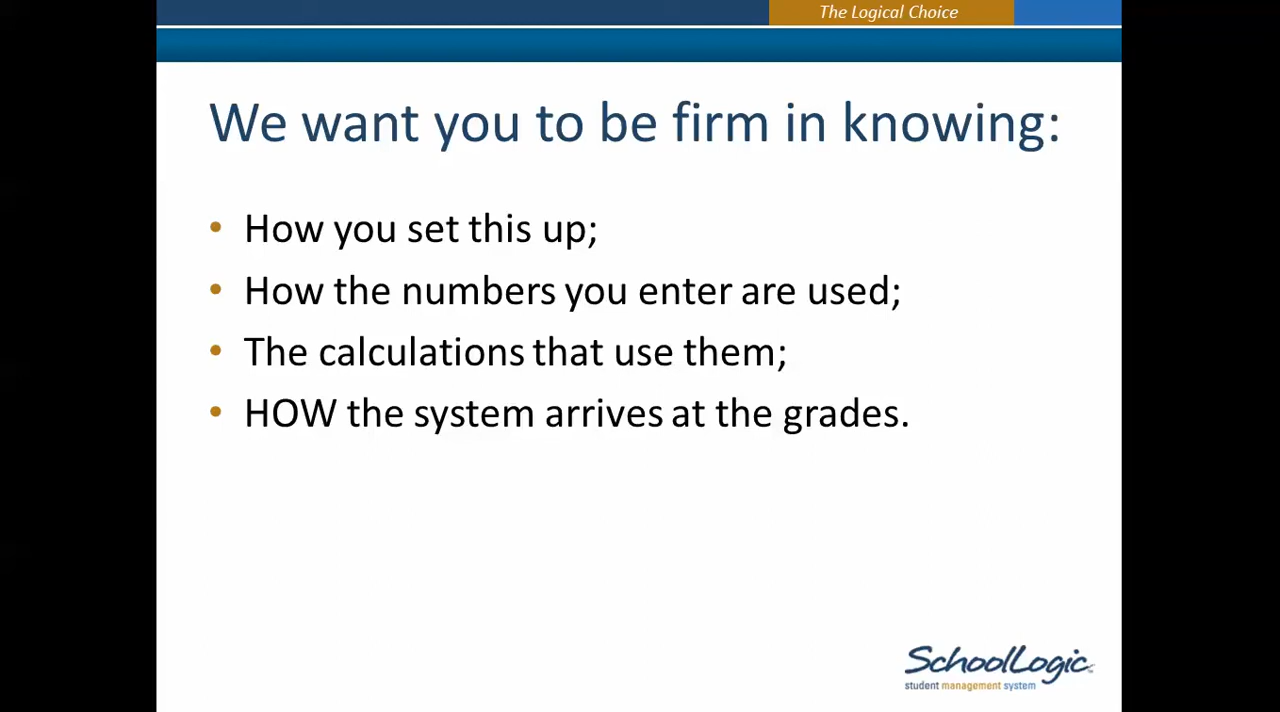 The Logical Choice
We want you to be firm in knowing:
• How you set this up;
• How the numbers you enter are used;
• The calculations that use them;
• HOW the system arrives at the grades.
SchoolLogic™
student management system